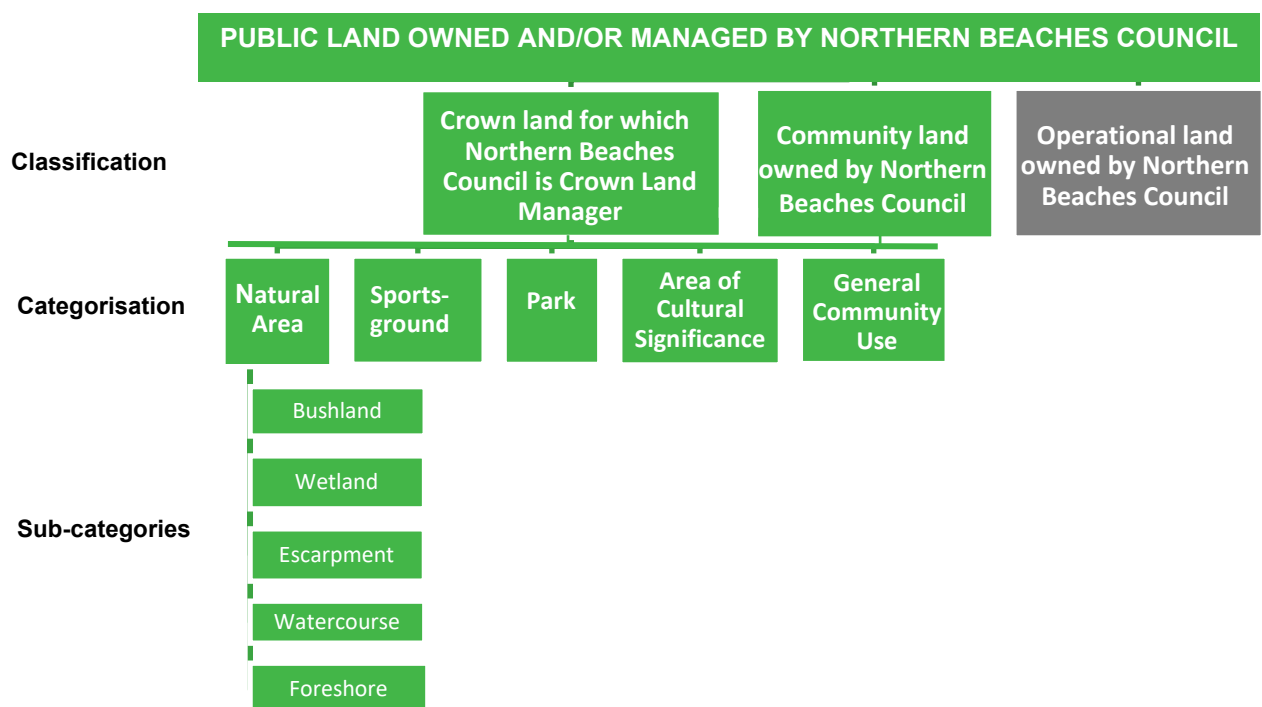 PUBLIC LAND OWNED AND/OR MANAGED BY NORTHERN BEACHES COUNCIL
Classification
Crown land for which
Northern Beaches
Council is Crown Land
Manager
Community land
owned by Northern
Beaches Council
Operational land
owned by Northern
Beaches Council
Categorisation
Natural
Area
Sports-
ground
Park
Area of
Cultural
Significance
General
Community
Use
Sub-categories
Bushland
Wetland
Escarpment
Watercourse
Foreshore